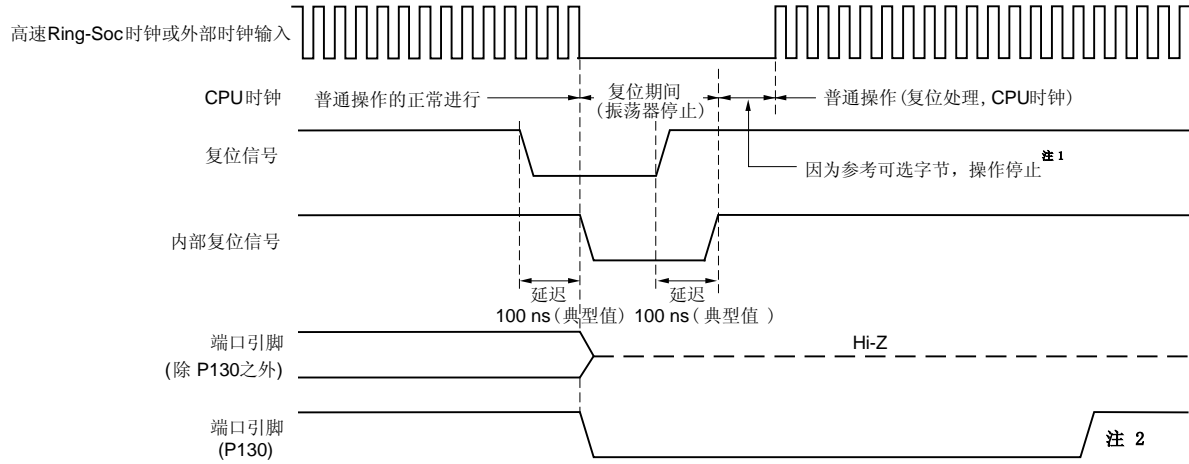 高速Ring-Soc时钟或外部时钟输入
CPU时钟
普通操作的正常进行
复位期间
(振荡器停止)
普通操作(复位处理, CPU时钟)
复位信号
因为参考可选字节，操作停止注 1
内部复位信号
延迟
100 ns(典型值)
延迟
100 ns(典型值 )
端口引脚
(除 P130之外)
Hi-Z
端口引脚
(P130)
注 2